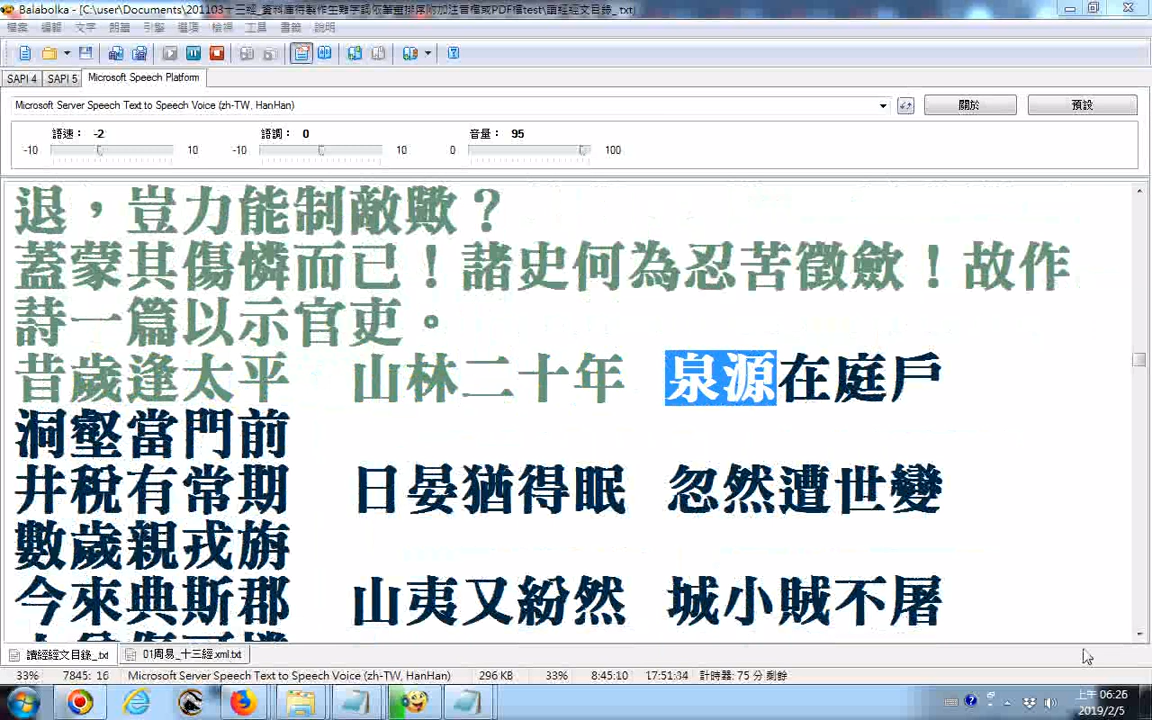 Balabolka - [C:\user\Documents\201103十三經_資料庫得製作生難字詞依筆畫排序附加注音檔或PDF檔test\讀經經文目錄_.txt]
檔案 編輯 文字 朗讀 引擎 選項 檢視 工具 書籤 說明
SAPI 4 SAPI 5 Microsoft Speech Platform
Microsoft Server Speech Text to Speech Voice (zh-TW, HanHan) 關於 預設
語速： -2 語調： 0 音量： 95
-10 10 -10 10 0 100
退，豈力能制敵歟？
蓋蒙其傷憐而已！諸史何為忍苦徵斂！故作
詩一篇以示官吏。
昔歲逢太平 山林二十年 泉源在庭戶
洞壑當門前
井稅有常期 日晏猶得眠 忽然遭世變
數歲親戎旃
今來典斯郡 山夷又紛然 城小賊不屠
讀經經文目錄_.txt 01周易_十三經.xml.txt
33% 7845: 16 Microsoft Server Speech Text to Speech Voice (zh-TW, HanHan) 296 KB 33% 8:45:10 17:51:34 計時器: 75 分 剩餘
上午 06:26
2019/2/5